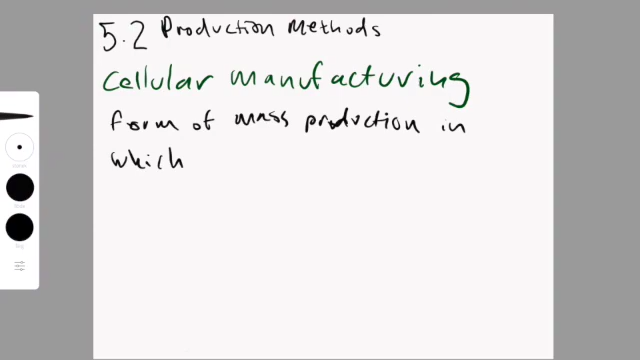 5.2 Production Methods
Cellular manufacturing
form of mass production in
which